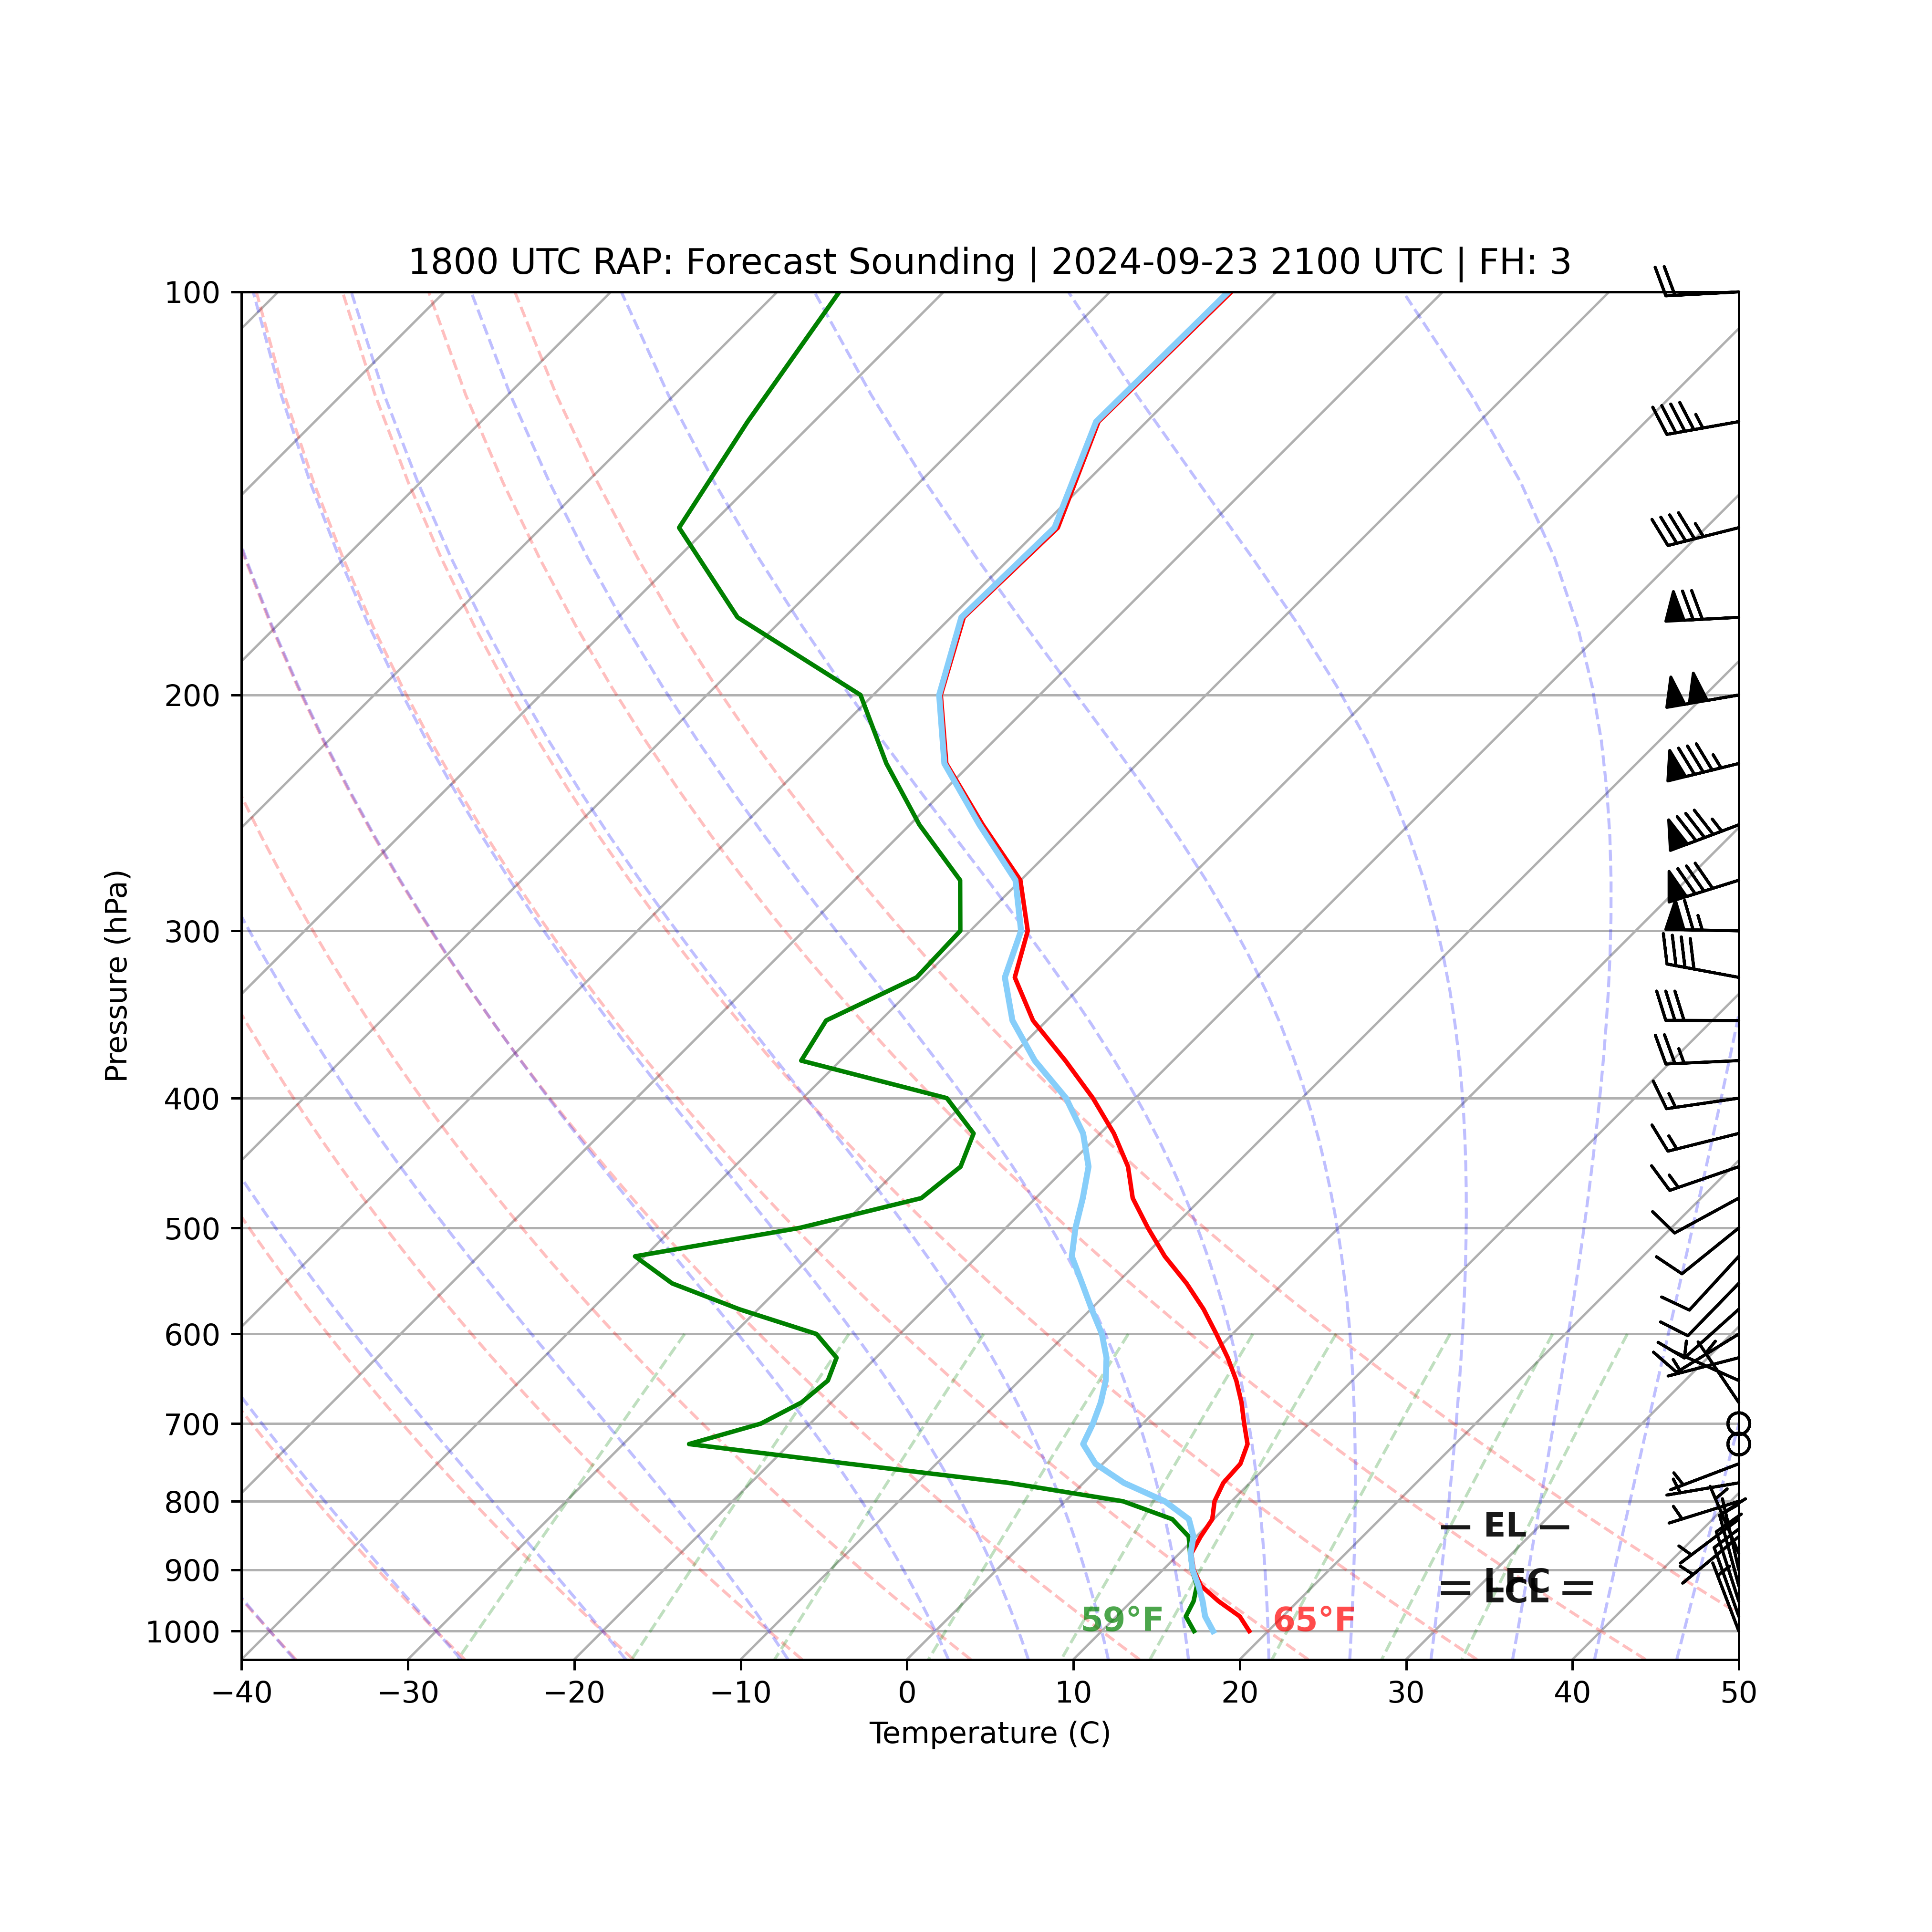 1800 UTC RAP: Forecast Sounding | 2024-09-23 2100 UTC | FH: 3
100
200
300
400
500
600
700
800
900
1000
Pressure (hPa)
— EL —
— LFC —
— LCL —
59°F
65°F
−40 −30 −20 −10 0 10 20 30 40 50
Temperature (C)